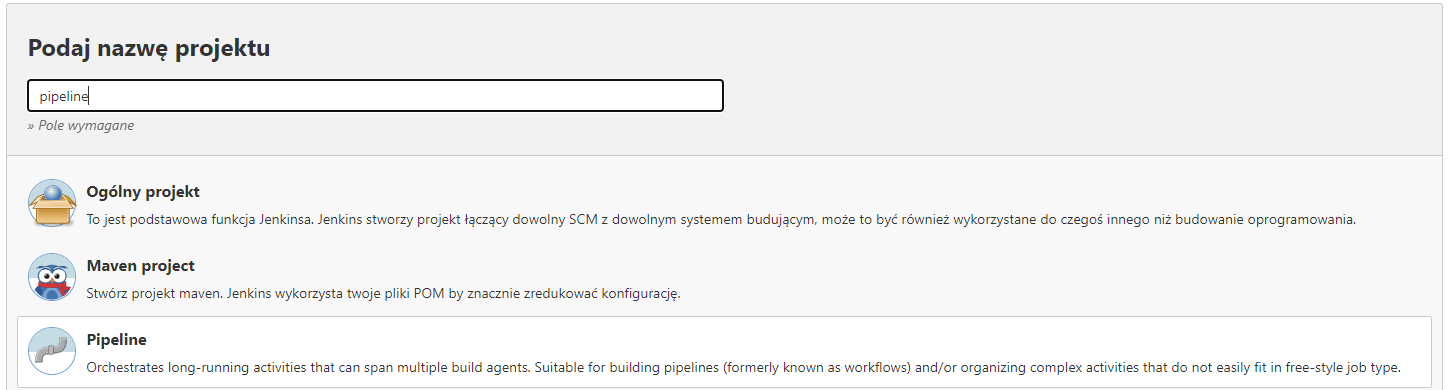 Podaj nazwę projektu
pipeline
» Pole wymagane
Ogólny projekt
To jest podstawowa funkcja Jenkinsa. Jenkins stworzy projekt łączący dowolny SCM z dowolnym systemem budującym, może to być również wykorzystane do czegoś innego niż budowanie oprogramowania.
Maven project
Stwórz projekt maven. Jenkins wykorzysta twoje pliki POM by znacznie zredukować konfigurację.
Pipeline
Orchestrates long-running activities that can span multiple build agents. Suitable for building pipelines (formerly known as workflows) and/or organizing complex activities that do not easily fit in free-style job type.